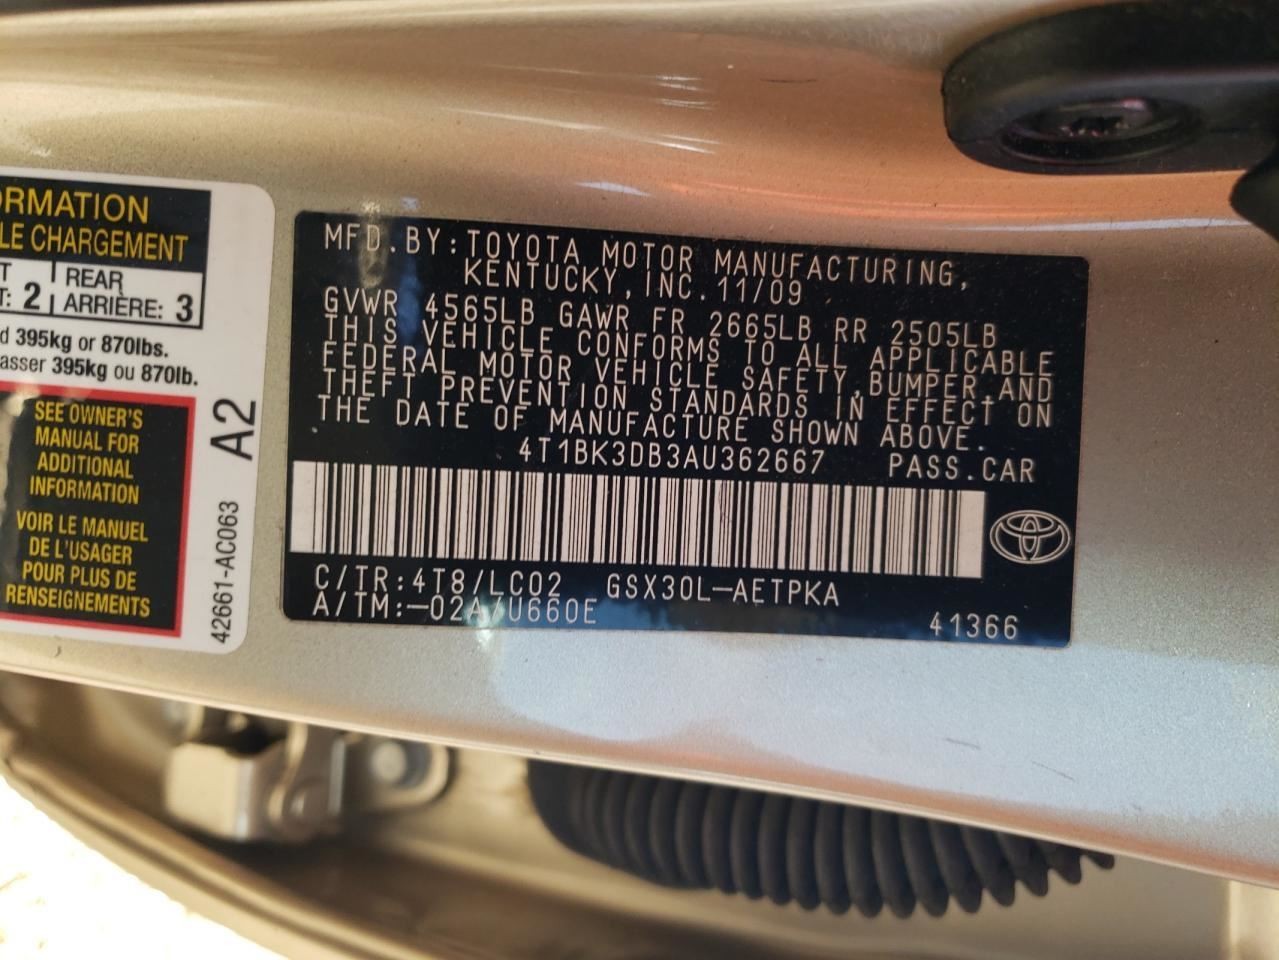 ORMATION
LE CHARGEMENT
T
: 2
REAR
ARRIÈRE: 3
395kg or 870lbs.
395kg ou 870lb.
SEE OWNER'S
MANUAL FOR
ADDITIONAL
INFORMATION
VOIR LE MANUEL
DE L'USAGER
POUR PLUS DE
RENSEIGNEMENTS
42661-AC063
A2
MFD.BY:TOYOTA MOTOR MANUFACTURING,
KENTUCKY,INC.11/09
GVWR 4565LB GAWR FR 2665LB RR 2505LB
THIS VEHICLE CONFORMS TO ALL APPLICABLE
FEDERAL MOTOR VEHICLE SAFETY,BUMPER,AND
THEFT PREVENTION STANDARDS IN EFFECT ON
THE DATE OF MANUFACTURE SHOWN ABOVE.
4T1BK3DB3AU362667 PASS.CAR
C/TR:4T8/LC02 GSX30L-AETPKA
A/TM:-02A/U660E 41366